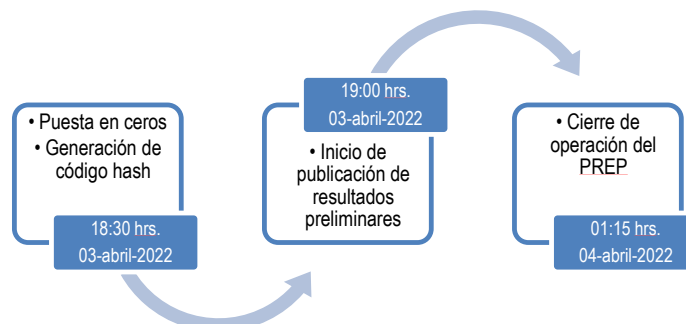 • Puesta en ceros
• Generación de
código hash
18:30 hrs.
03-abril-2022
19:00 hrs.
03-abril-2022
• Inicio de
publicación de
resultados
preliminares
• Cierre de
operación del
PREP
01:15 hrs.
04-abril-2022